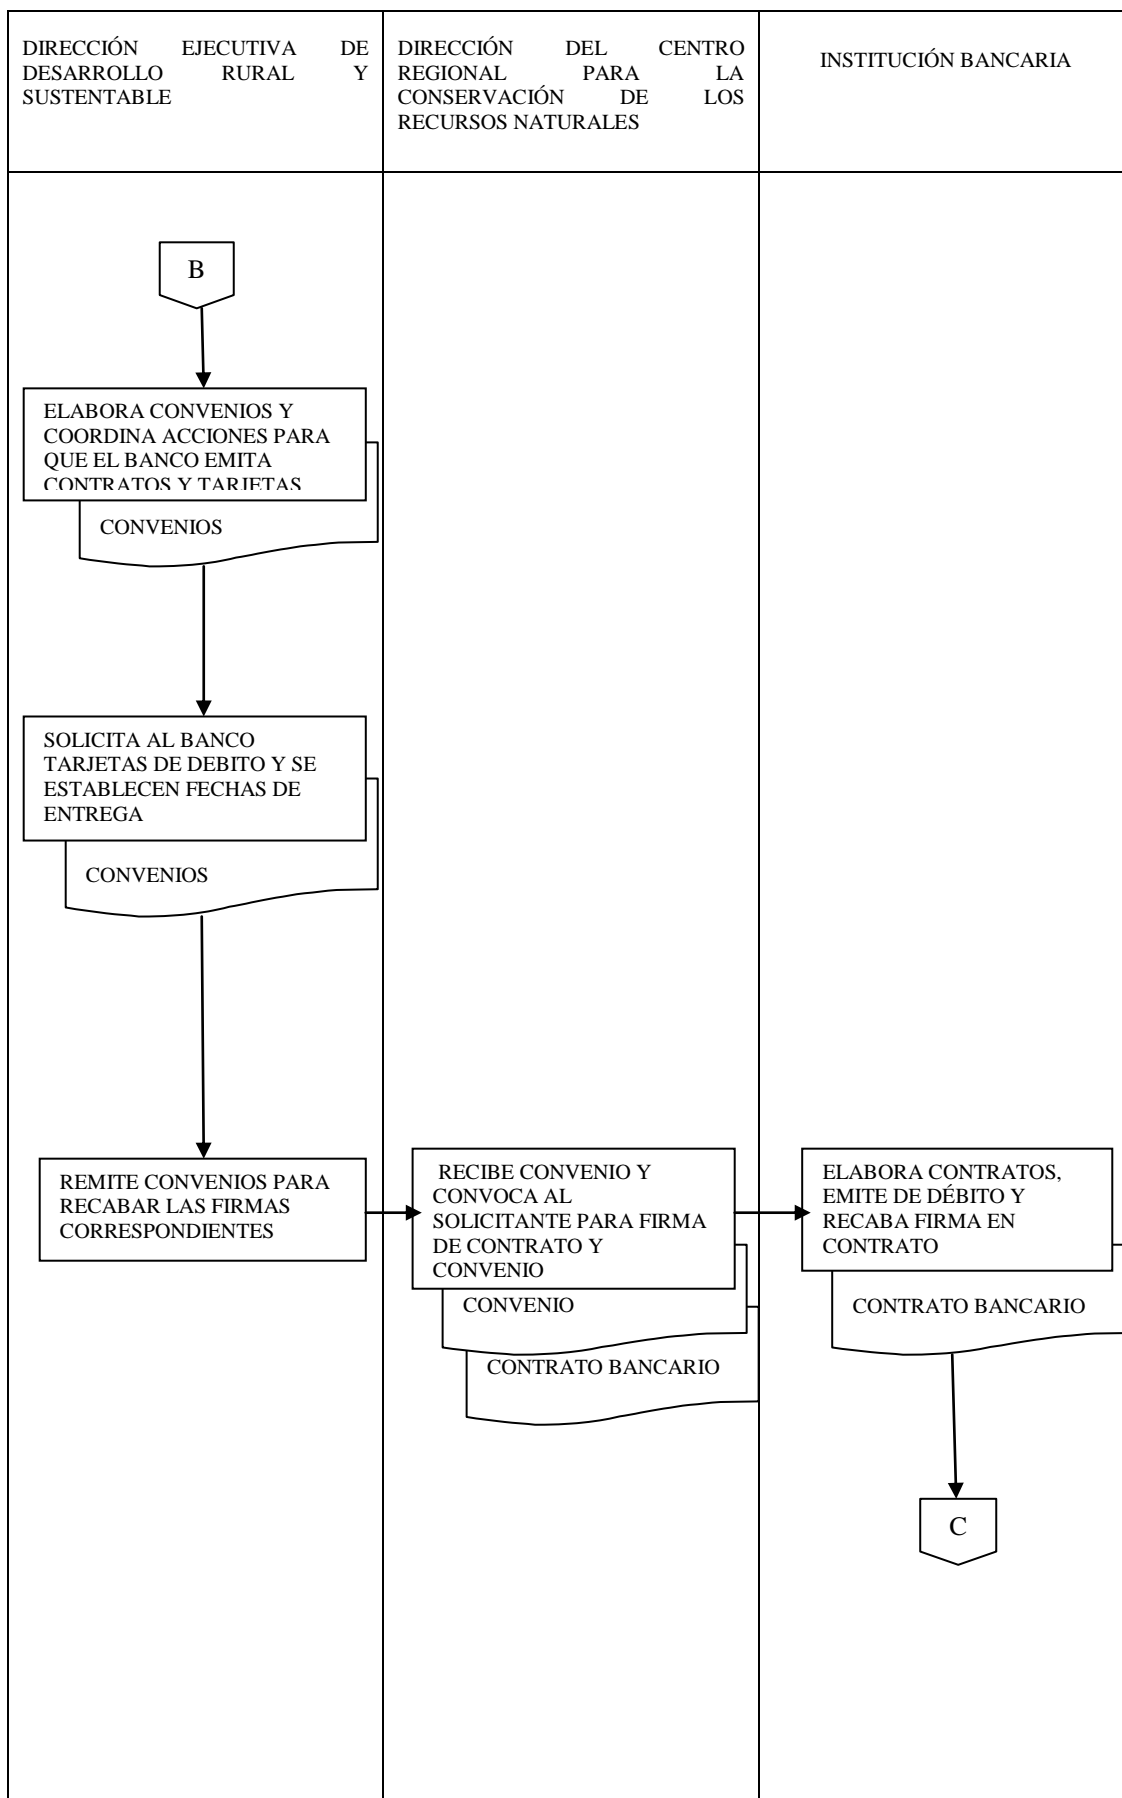 DIRECCIÓN EJECUTIVA DE
DESARROLLO RURAL Y
SUSTENTABLE
DIRECCIÓN DEL CENTRO
REGIONAL PARA LA
CONSERVACIÓN DE LOS
RECURSOS NATURALES
INSTITUCIÓN BANCARIA
B
ELABORA CONVENIOS Y
COORDINA ACCIONES PARA
QUE EL BANCO EMITA
CONTRATOS Y TARJETAS
CONVENIOS
SOLICITA AL BANCO
TARJETAS DE DEBITO Y SE
ESTABLECEN FECHAS DE
ENTREGA
CONVENIOS
REMITE CONVENIOS PARA
RECABAR LAS FIRMAS
CORRESPONDIENTES
RECIBE CONVENIO Y
CONVOCA AL
SOLICITANTE PARA FIRMA
DE CONTRATO Y
CONVENIO
CONVENIO
CONTRATO BANCARIO
ELABORA CONTRATOS,
EMITE DE DÉBITO Y
RECABA FIRMA EN
CONTRATO
CONTRATO BANCARIO
C